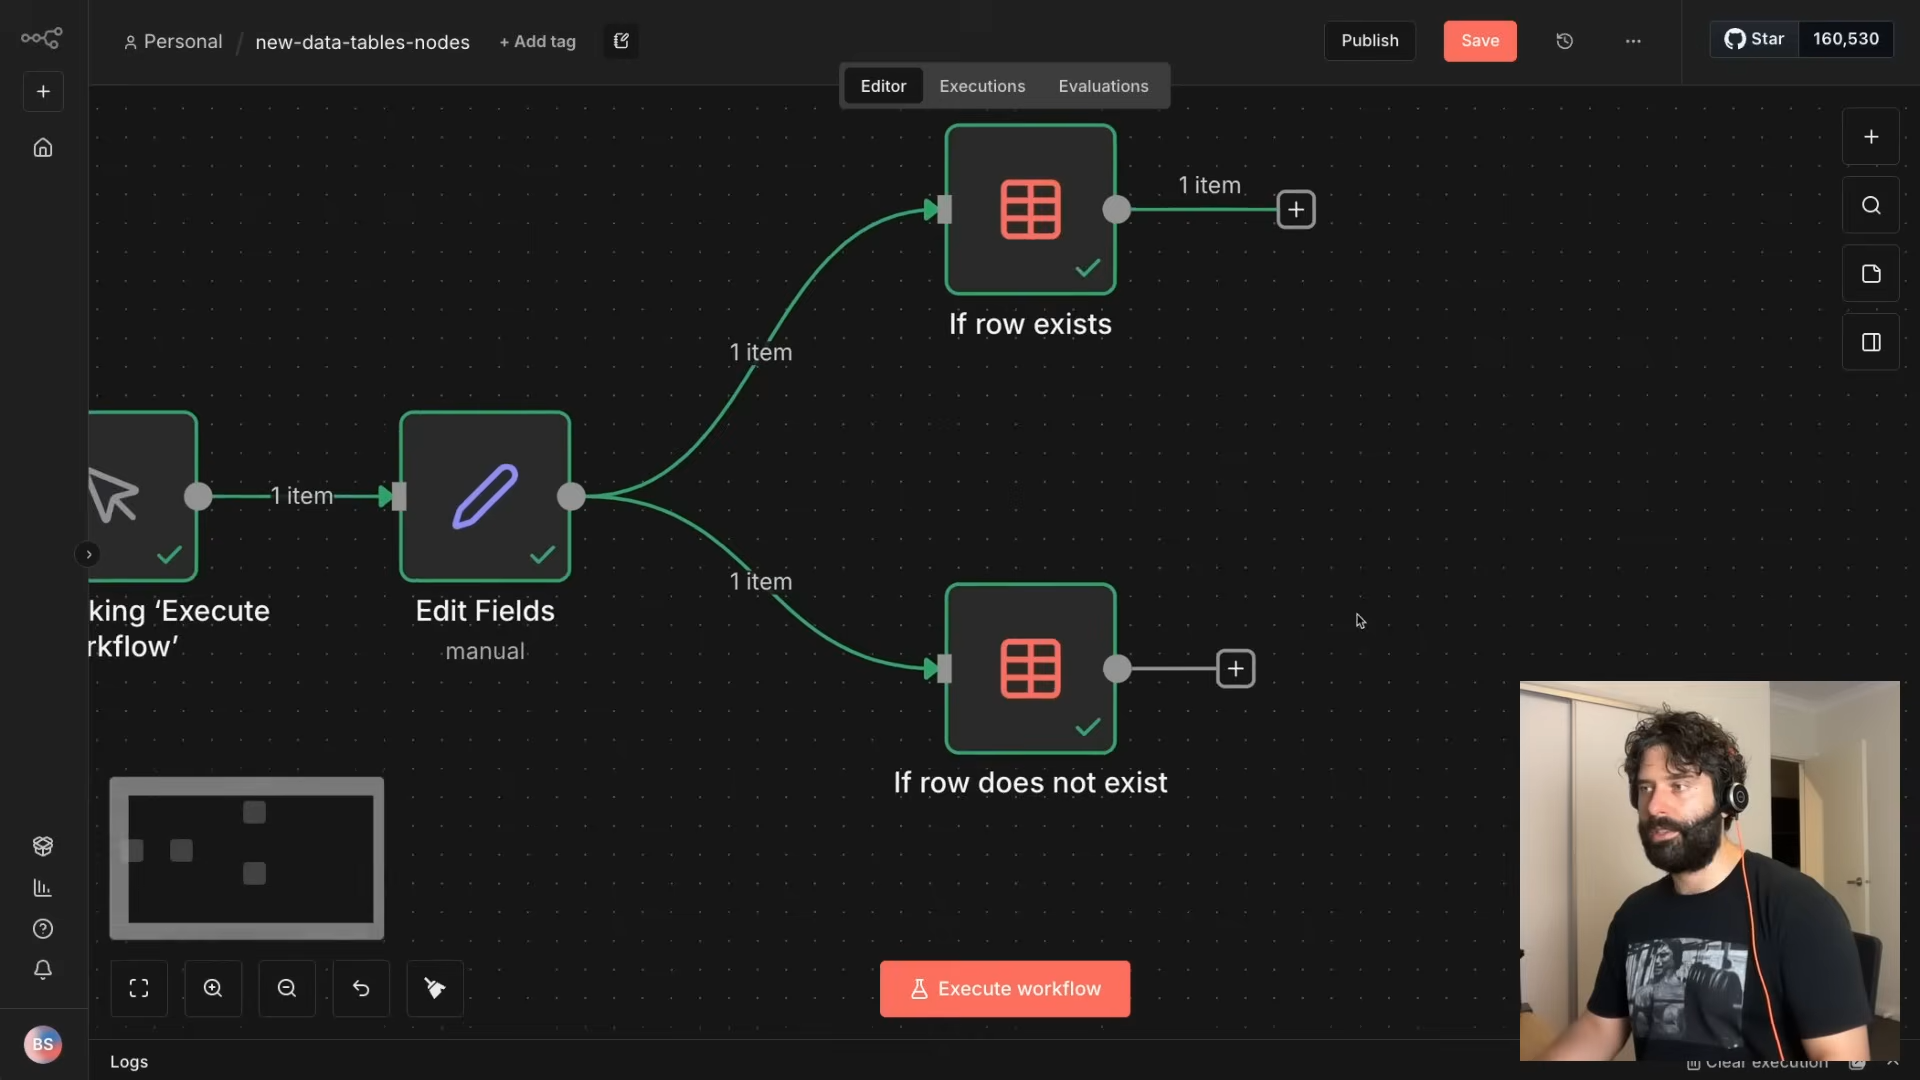 Personal / new-data-tables-nodes + Add tag
Publish
Save
Star 160,530
Editor Executions Evaluations
1 item
If row exists
1 item
1 item
king ‘Execute
rkflow’
Edit Fields
manual
1 item
If row does not exist
Execute workflow
BS
Logs
Clear execution